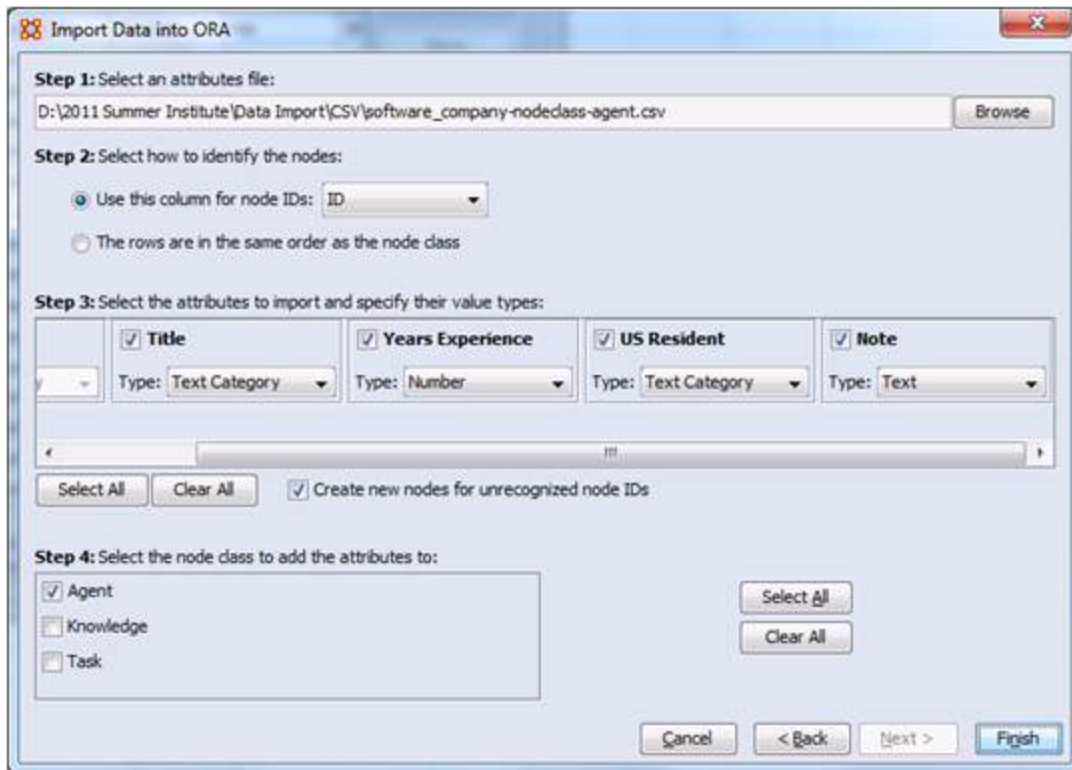 Import Data into ORA
Step 1: Select an attributes file:
D:\2011 Summer Institute\Data Import\CSV\software_company-nodeclass-agent.csv Browse
Step 2: Select how to identify the nodes:
Use this column for node IDs: ID
The rows are in the same order as the node class
Step 3: Select the attributes to import and specify their value types:
Title Years Experience US Resident Note
y Type: Text Category Type: Number Type: Text Category Type: Text
Select All Clear All Create new nodes for unrecognized node IDs
Step 4: Select the node class to add the attributes to:
Agent
Knowledge
Task
Select All
Clear All
Cancel < Back Next > Finish